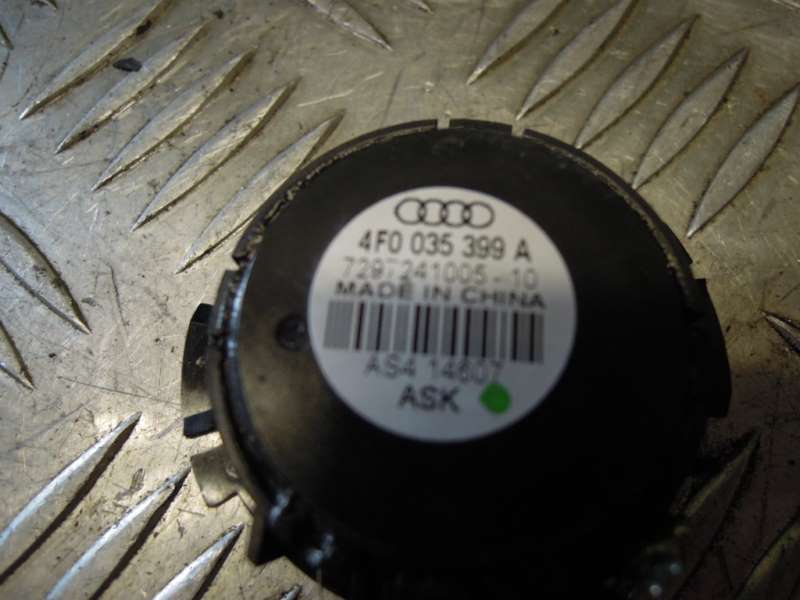 4F0 035 399 A
7297241005-10
MADE IN CHINA
AS4 14607
ASK